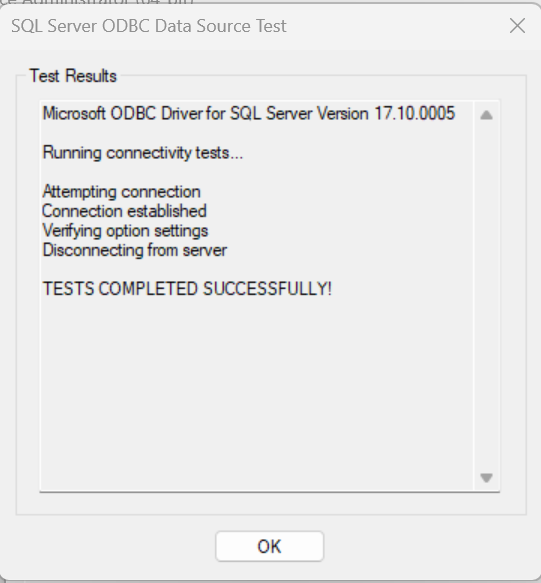 SQL Server ODBC Data Source Test
Test Results
Microsoft ODBC Driver for SQL Server Version 17.10.0005
Running connectivity tests...
Attempting connection
Connection established
Verifying option settings
Disconnecting from server
TESTS COMPLETED SUCCESSFULLY!
OK